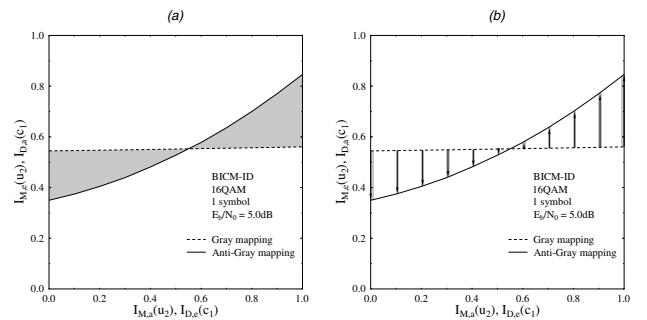 (a)
1.0
0.8
0.6
0.4
0.2
0.0
I_{M,e}(u_2), I_{D,a}(c_1)
BICM-ID
16QAM
1 symbol
E_b/N_0 = 5.0dB
Gray mapping
Anti-Gray mapping
0.0 0.2 0.4 0.6 0.8 1.0
I_{M,a}(u_2), I_{D,e}(c_1)
(b)
1.0
0.8
0.6
0.4
0.2
0.0
I_{M,e}(u_2), I_{D,a}(c_1)
BICM-ID
16QAM
1 symbol
E_b/N_0 = 5.0dB
Gray mapping
Anti-Gray mapping
0.0 0.2 0.4 0.6 0.8 1.0
I_{M,a}(u_2), I_{D,e}(c_1)